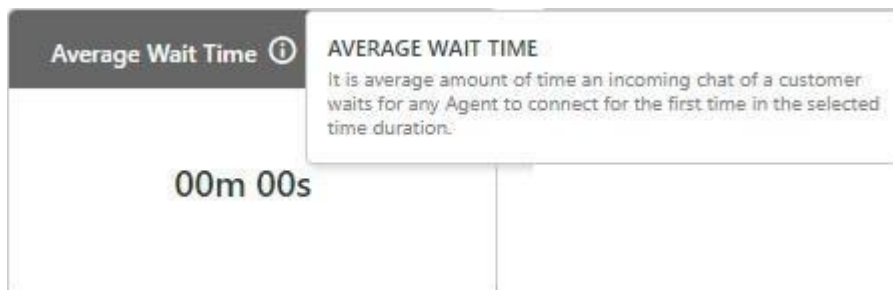 Average Wait Time
AVERAGE WAIT TIME
It is average amount of time an incoming chat of a customer
waits for any Agent to connect for the first time in the selected
time duration.
00m 00s